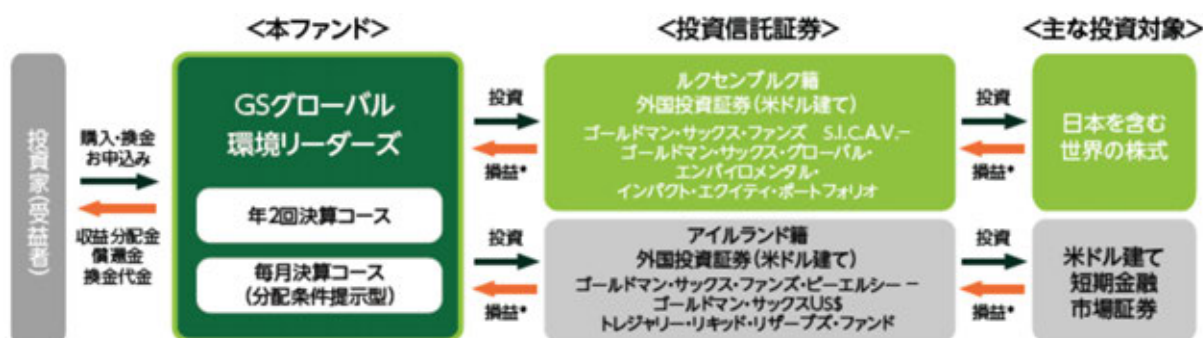 <本ファンド>
<投資信託証券>
<主な投資対象>
投資家(受益者)
購入・換金
お申込み
収益分配金
償還金
換金代金
GSグローバル
環境リーダーズ
年2回決算コース
毎月決算コース
(分配条件提示型)
投資
損益*
投資
損益*
ルクセンブルク籍
外国投資証券(米ドル建て)
ゴールドマン・サックス・ファンズ S.I.C.A.V.−
ゴールドマン・サックス・グローバル・
エンバイロメンタル・
インパクト・エクイティ・ポートフォリオ
アイルランド籍
外国投資証券(米ドル建て)
ゴールドマン・サックス・ファンズ・ピーエルシー −
ゴールドマン・サックスUS$
トレジャリー・リキッド・リザーブズ・ファンド
投資
損益*
投資
損益*
日本を含む
世界の株式
米ドル建て
短期金融
市場証券